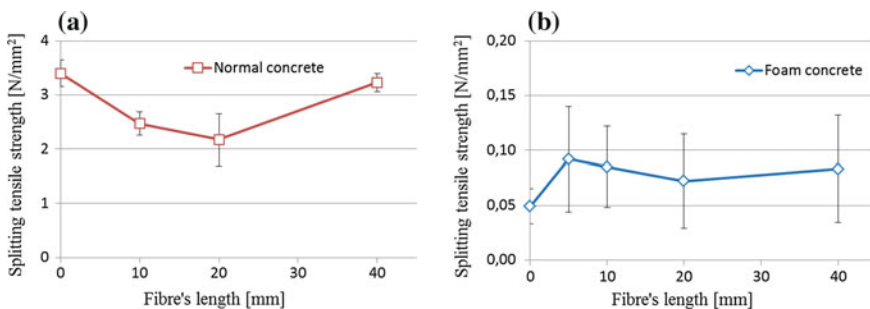 (a)
Splitting tensile strength [N/mm²]
4
3
2
1
0
Normal concrete
0
10
20
30
40
Fibre's length [mm]
(b)
Splitting tensile strength [N/mm²]
0,20
0,15
0,10
0,05
0,00
Foam concrete
0
10
20
30
40
Fibre's length [mm]